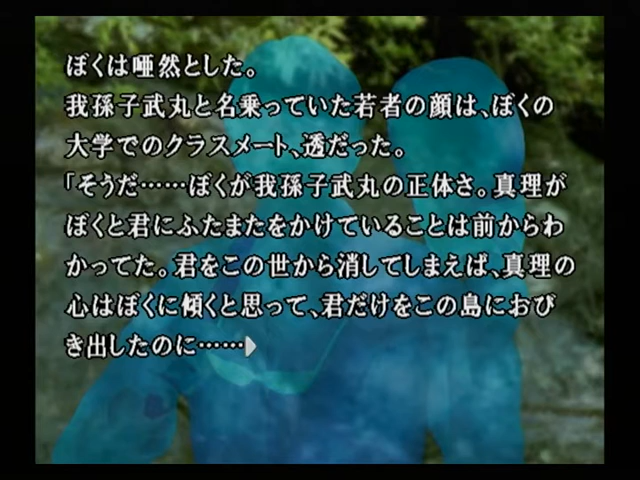 ぼくは唖然とした。
我孫子武丸と名乗っていた若者の顔は、ぼくの
大学でのクラスメート、透だった。
「そうだ……ぼくが我孫子武丸の正体さ。真理が
ぼくと君にふたまたをかけていることは前からわ
かってた。君をこの世から消してしまえば、真理の
心はぼくに傾くと思って、君だけをこの島におび
き出したのに……